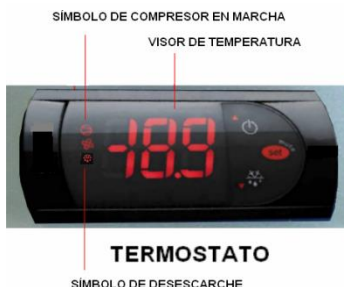 SÍMBOLO DE COMPRESOR EN MARCHA
VISOR DE TEMPERATURA
-18.9
set
TERMOSTATO
SÍMBOLO DE DESESCARCHE